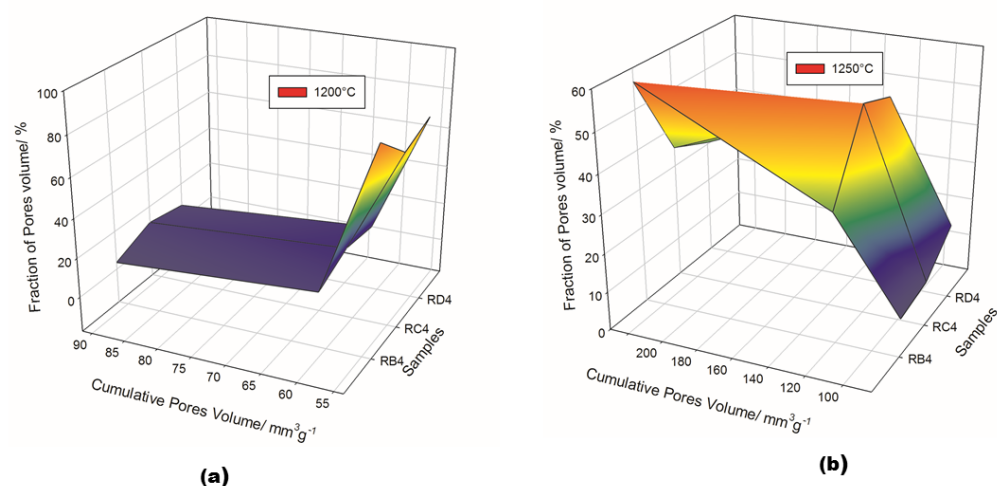 1200°C
100
80
60
40
20
0
Fraction of Pores volume/ %
90
85
80
75
70
65
60
55
Cumulative Pores Volume/ mm³g⁻¹
RB4
RC4
RD4
Samples
(a)
1250°C
60
50
40
30
20
10
0
Fraction of Pores volume/ %
200
180
160
140
120
100
Cumulative Pores Volume/ mm³g⁻¹
RB4
RC4
RD4
Samples
(b)